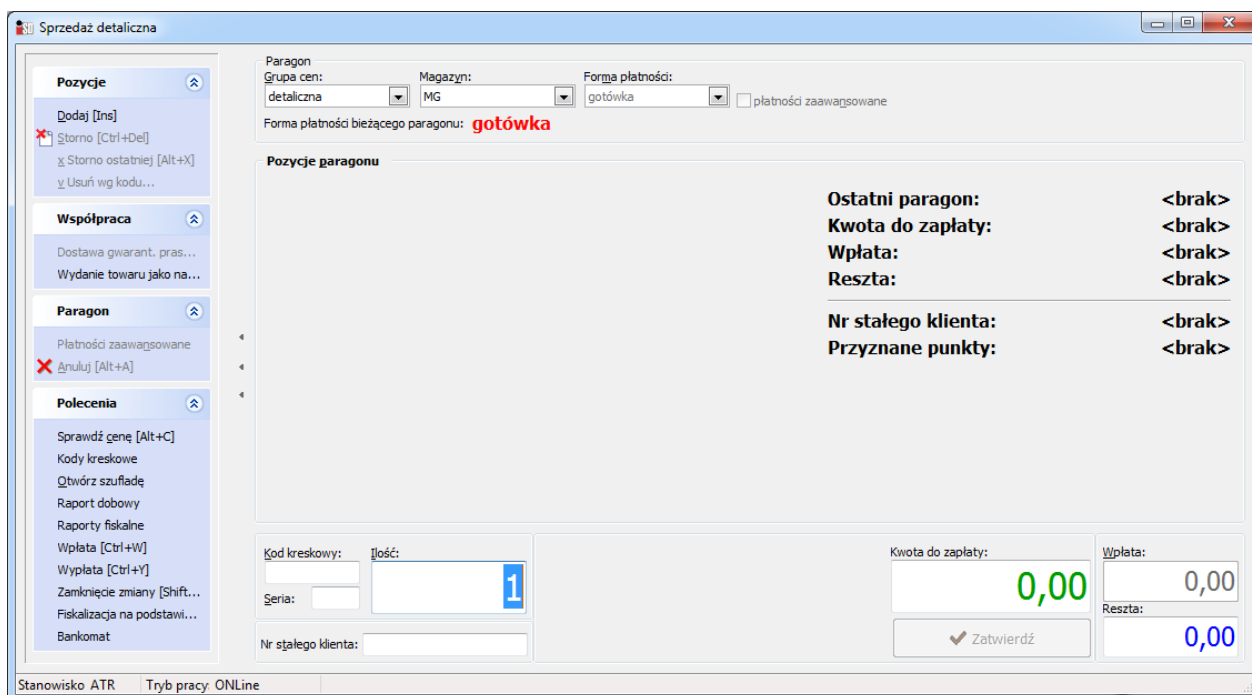 Sprzedaż detaliczna
Pozycje
Dodaj [Ins]
Storno [Ctrl+Del]
x Storno ostatniej [Alt+X]
v Usuń wg kodu...
Współpraca
Dostawa gwarant. pras...
Wydanie towaru jako na...
Paragon
Płatności zaawansowane
Anuluj [Alt+A]
Polecenia
Sprawdź cenę [Alt+C]
Kody kreskowe
Otwórz szufladę
Raport dobowy
Raporty fiskalne
Wpłata [Ctrl+W]
Wypłata [Ctrl+Y]
Zamknięcie zmiany [Shift...
Fiskalizacja na podstawi...
Bankomat
Paragon
Grupa cen: Magazyn: Forma płatności:
detaliczna MG gotówka płatności zaawansowane
Forma płatności bieżącego paragonu: gotówka
Pozycje paragonu
Ostatni paragon: <brak>
Kwota do zapłaty: <brak>
Wpłata: <brak>
Reszta: <brak>
Nr stałego klienta: <brak>
Przyznane punkty: <brak>
Kod kreskowy: Ilość:
1
Seria:
Nr stałego klienta:
Kwota do zapłaty:
0,00
Zatwierdź
Wpłata:
0,00
Reszta:
0,00
Stanowisko ATR Tryb pracy: ONLine